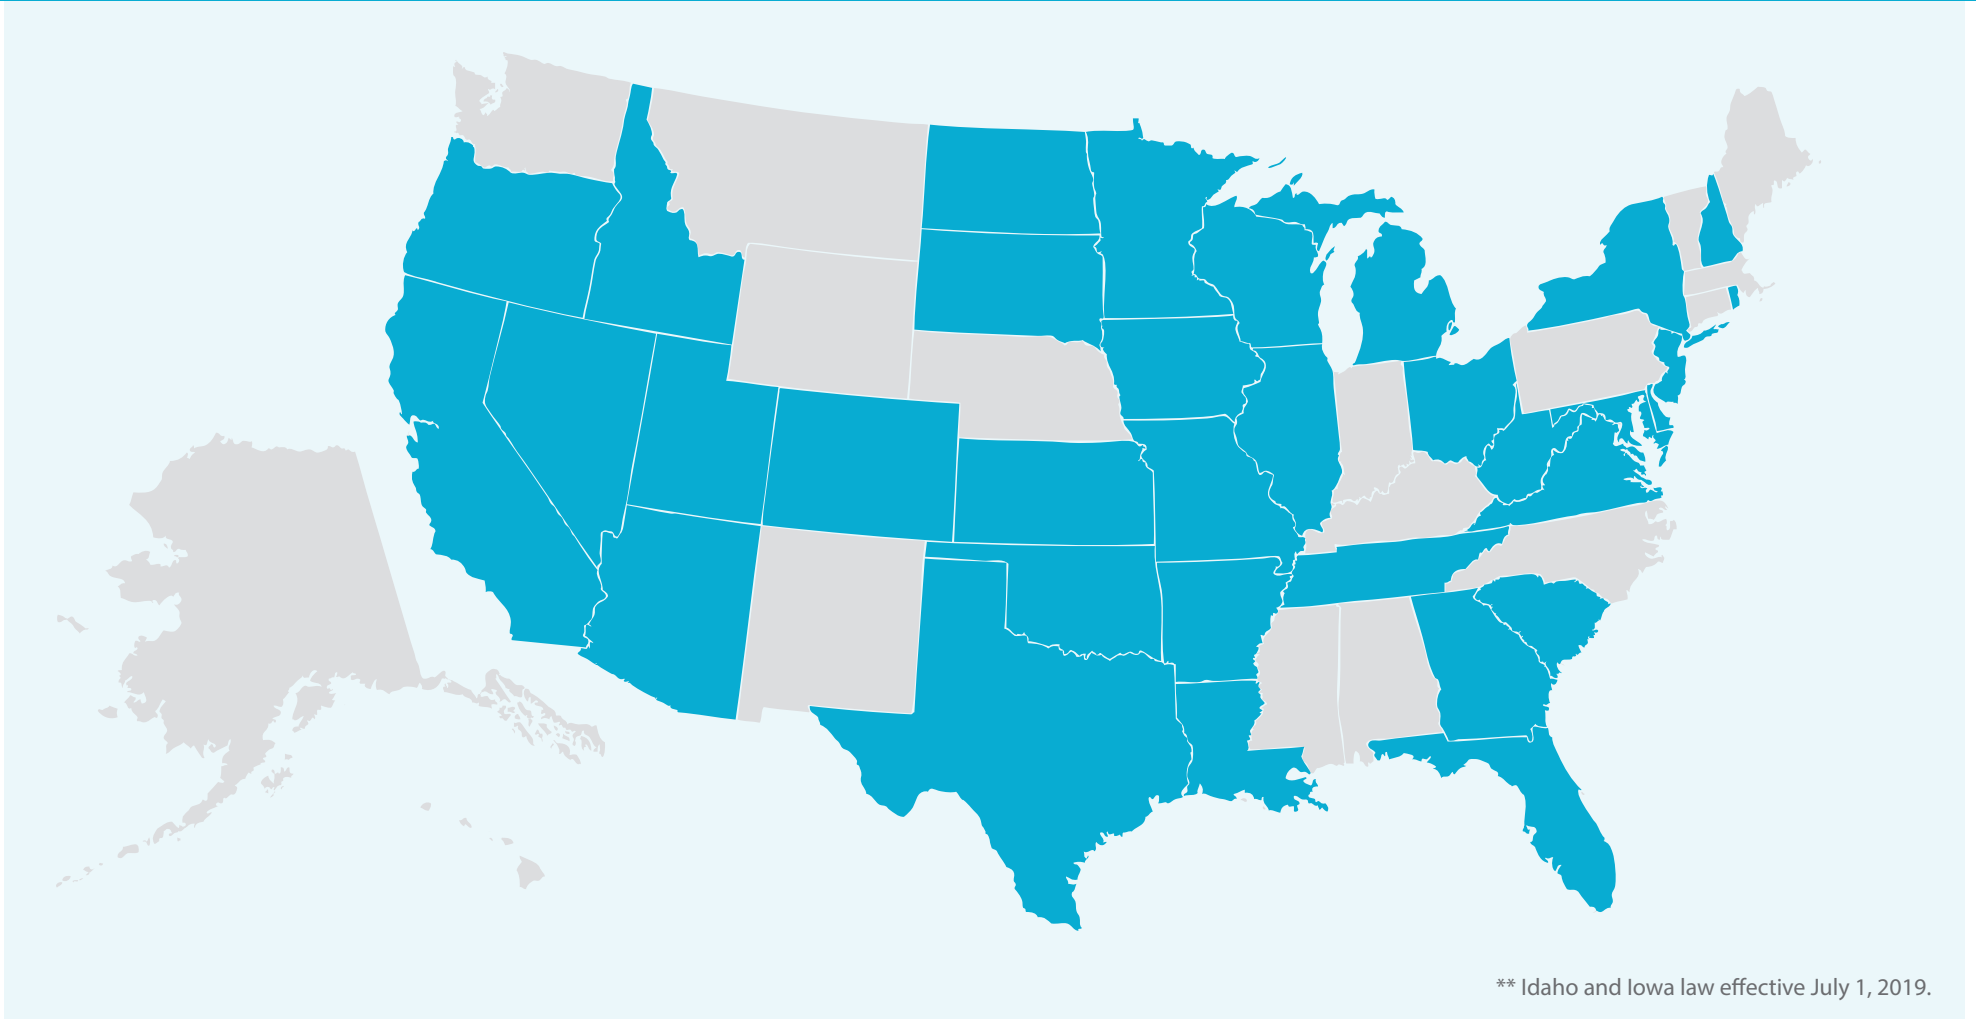 ** Idaho and Iowa law effective July 1, 2019.